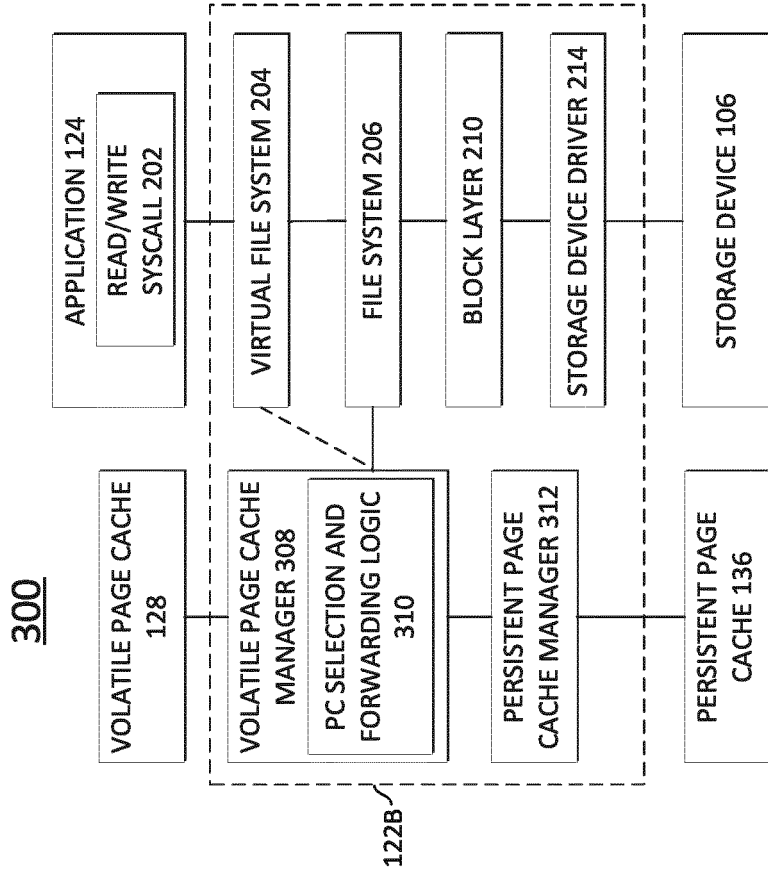 300
VOLATILE PAGE CACHE
128
APPLICATION 124
READ/WRITE
SYSCALL 202
122B
VOLATILE PAGE CACHE
MANAGER 308
PC SELECTION AND
FORWARDING LOGIC
310
VIRTUAL FILE SYSTEM 204
FILE SYSTEM 206
BLOCK LAYER 210
PERSISTENT PAGE
CACHE MANAGER 312
STORAGE DEVICE DRIVER 214
PERSISTENT PAGE
CACHE 136
STORAGE DEVICE 106